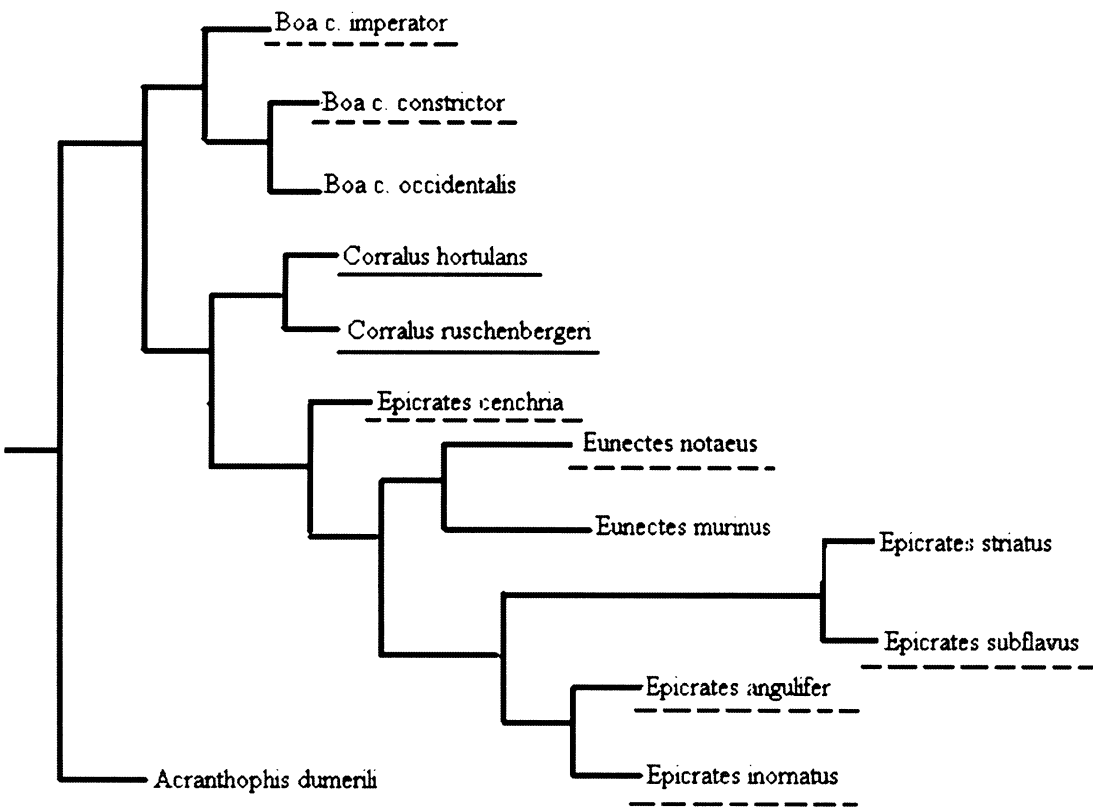 Boa c. imperator
Boa c. constrictor
Boa c. occidentalis
Corralus hortulans
Corralus ruschenbergeri
Epicrates cenchria
Eunectes notaeus
Eunectes murinus
Epicrates striatus
Epicrates subflavus
Epicrates angulifer
Epicrates inornatus
Acranthophis dumerili